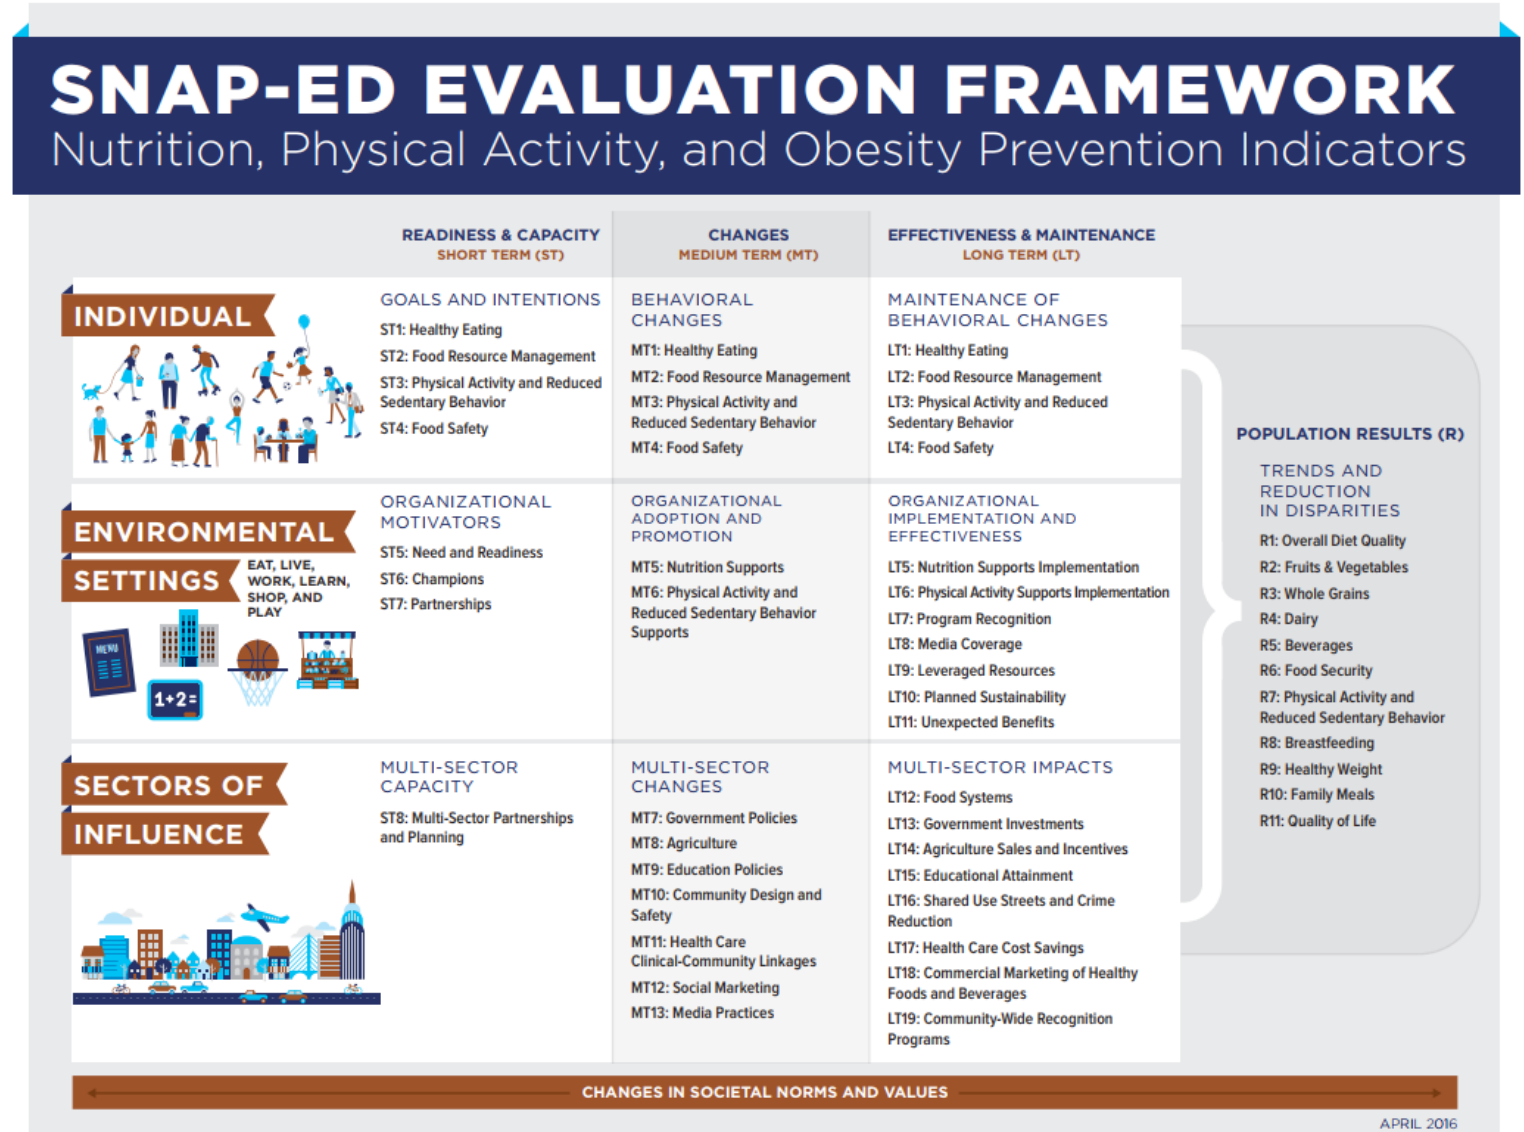 SNAP-ED EVALUATION FRAMEWORK
Nutrition, Physical Activity, and Obesity Prevention Indicators
READINESS & CAPACITY
SHORT TERM (ST)
CHANGES
MEDIUM TERM (MT)
EFFECTIVENESS & MAINTENANCE
LONG TERM (LT)
INDIVIDUAL
GOALS AND INTENTIONS
ST1: Healthy Eating
ST2: Food Resource Management
ST3: Physical Activity and Reduced
Sedentary Behavior
ST4: Food Safety
BEHAVIORAL
CHANGES
MT1: Healthy Eating
MT2: Food Resource Management
MT3: Physical Activity and
Reduced Sedentary Behavior
MT4: Food Safety
MAINTENANCE OF
BEHAVIORAL CHANGES
LT1: Healthy Eating
LT2: Food Resource Management
LT3: Physical Activity and Reduced
Sedentary Behavior
LT4: Food Safety
ENVIRONMENTAL
SETTINGS
EAT, LIVE,
WORK, LEARN,
SHOP, AND
PLAY
MENU
1+2=
ORGANIZATIONAL
MOTIVATORS
ST5: Need and Readiness
ST6: Champions
ST7: Partnerships
ORGANIZATIONAL
ADOPTION AND
PROMOTION
MT5: Nutrition Supports
MT6: Physical Activity and
Reduced Sedentary Behavior
Supports
ORGANIZATIONAL
IMPLEMENTATION AND
EFFECTIVENESS
LT5: Nutrition Supports Implementation
LT6: Physical Activity Supports Implementation
LT7: Program Recognition
LT8: Media Coverage
LT9: Leveraged Resources
LT10: Planned Sustainability
LT11: Unexpected Benefits
SECTORS OF
INFLUENCE
MULTI-SECTOR
CAPACITY
ST8: Multi-Sector Partnerships
and Planning
MULTI-SECTOR
CHANGES
MT7: Government Policies
MT8: Agriculture
MT9: Education Policies
MT10: Community Design and
Safety
MT11: Health Care
Clinical-Community Linkages
MT12: Social Marketing
MT13: Media Practices
MULTI-SECTOR IMPACTS
LT12: Food Systems
LT13: Government Investments
LT14: Agriculture Sales and Incentives
LT15: Educational Attainment
LT16: Shared Use Streets and Crime
Reduction
LT17: Health Care Cost Savings
LT18: Commercial Marketing of Healthy
Foods and Beverages
LT19: Community-Wide Recognition
Programs
POPULATION RESULTS (R)
TRENDS AND
REDUCTION
IN DISPARITIES
R1: Overall Diet Quality
R2: Fruits & Vegetables
R3: Whole Grains
R4: Dairy
R5: Beverages
R6: Food Security
R7: Physical Activity and
Reduced Sedentary Behavior
R8: Breastfeeding
R9: Healthy Weight
R10: Family Meals
R11: Quality of Life
CHANGES IN SOCIETAL NORMS AND VALUES
APRIL 2016